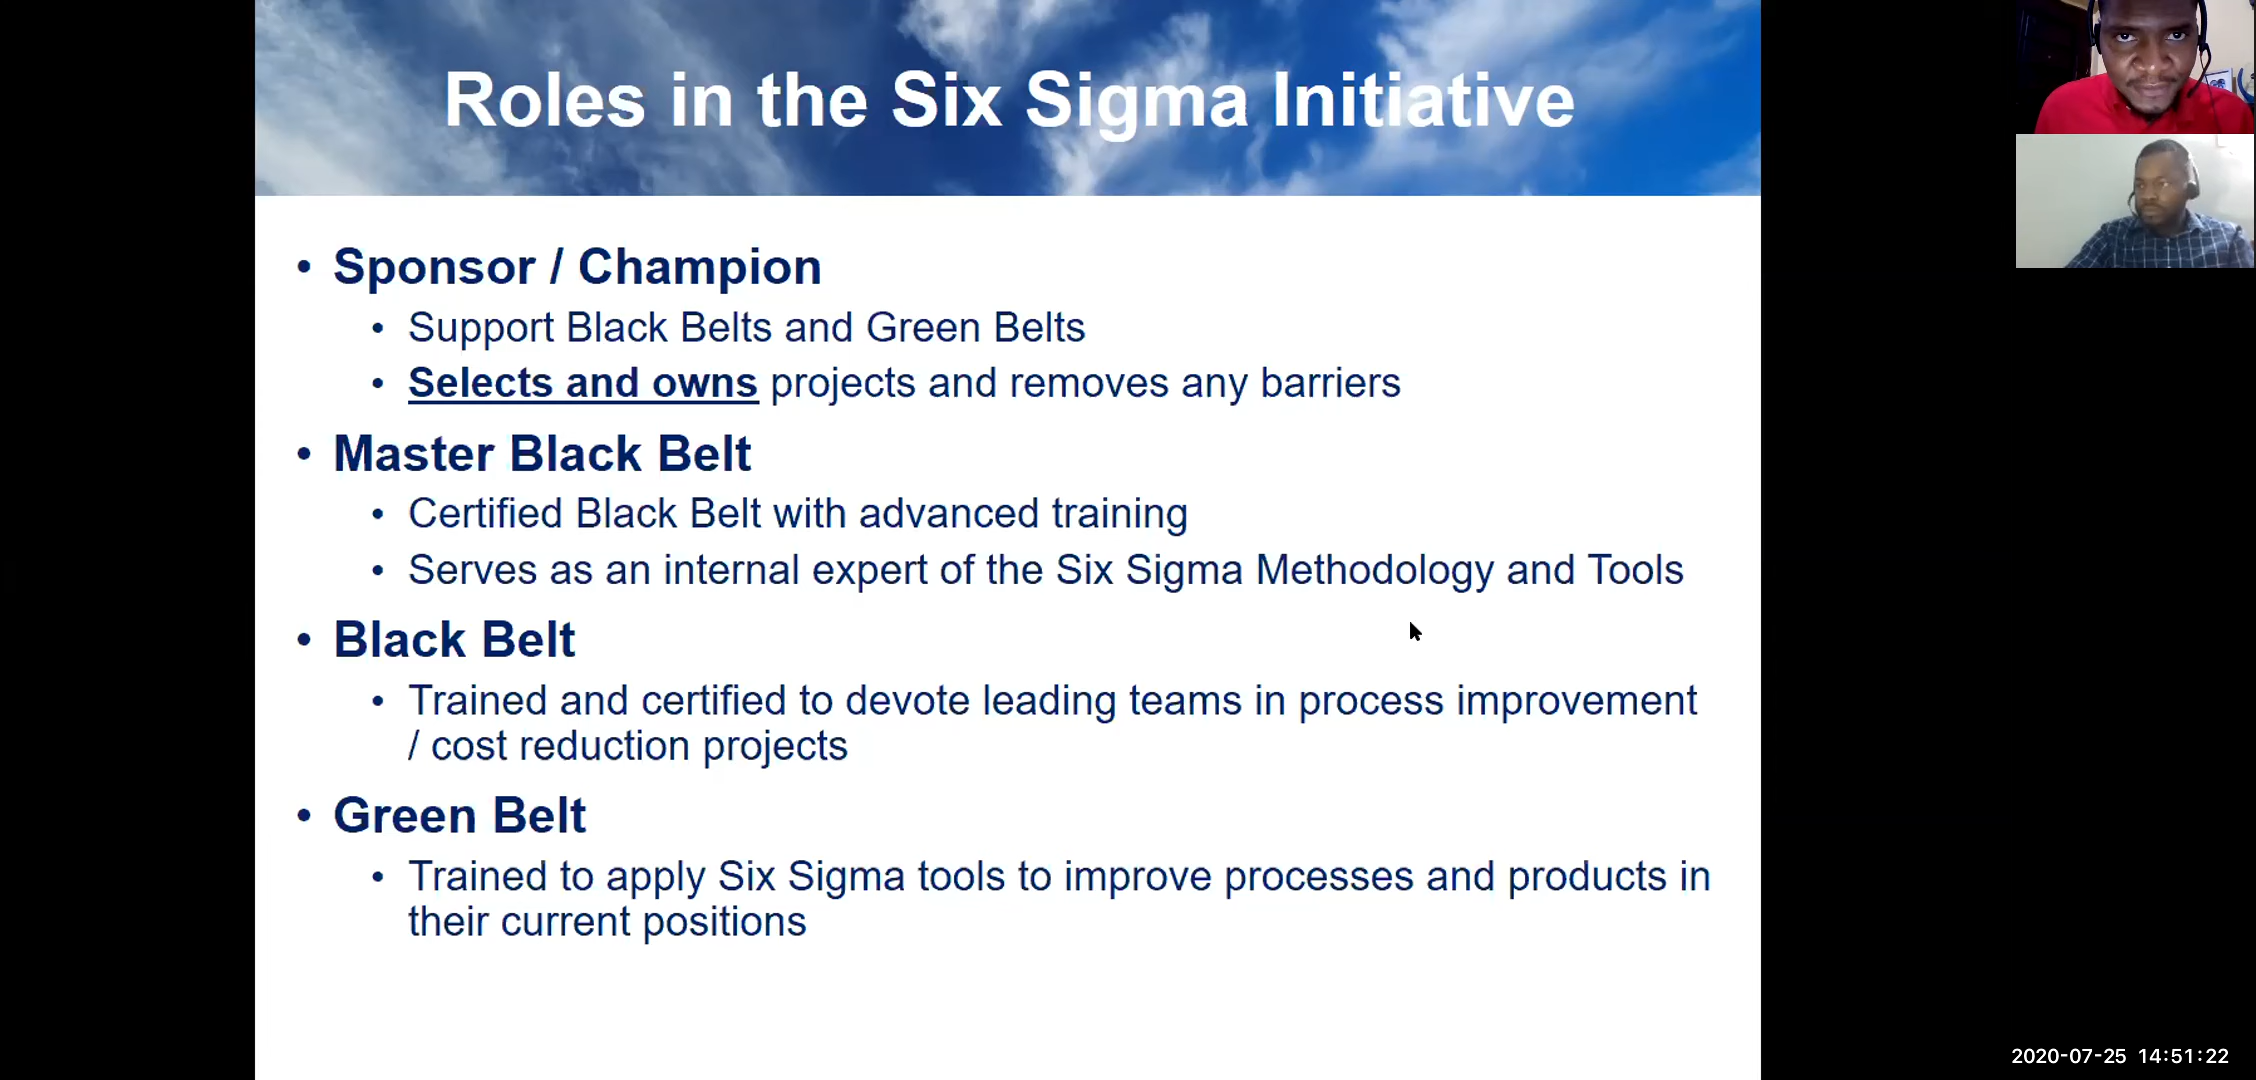 Roles in the Six Sigma Initiative
• Sponsor / Champion
• Support Black Belts and Green Belts
• Selects and owns projects and removes any barriers
• Master Black Belt
• Certified Black Belt with advanced training
• Serves as an internal expert of the Six Sigma Methodology and Tools
• Black Belt
• Trained and certified to devote leading teams in process improvement
/ cost reduction projects
• Green Belt
• Trained to apply Six Sigma tools to improve processes and products in
their current positions
2020-07-25 14:51:22